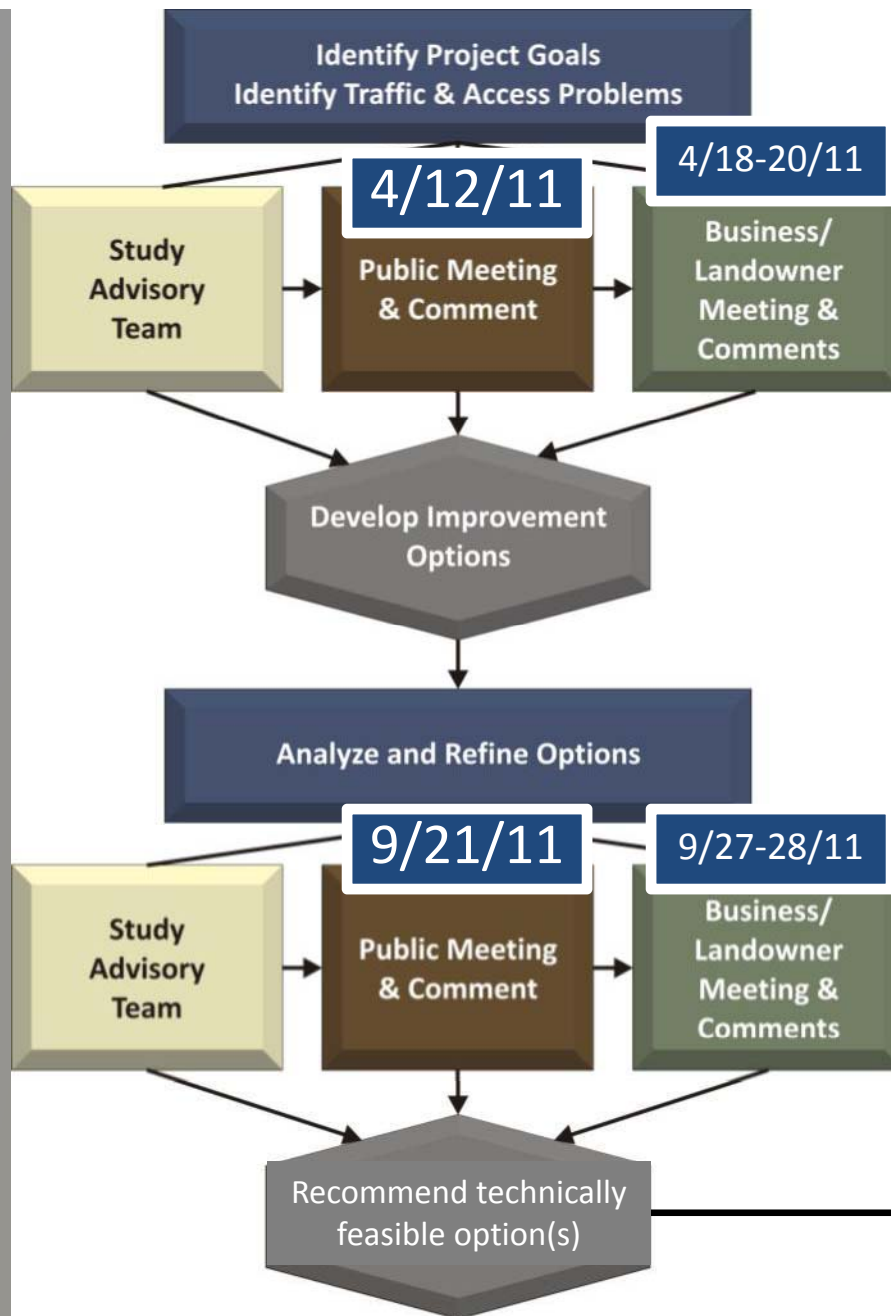 Identify Project Goals
Identify Traffic & Access Problems
4/12/11
4/18-20/11
Study
Advisory
Team
Public Meeting
& Comment
Business/
Landowner
Meeting &
Comments
Develop Improvement
Options
Analyze and Refine Options
9/21/11
9/27-28/11
Study
Advisory
Team
Public Meeting
& Comment
Business/
Landowner
Meeting &
Comments
Recommend technically
feasible option(s)